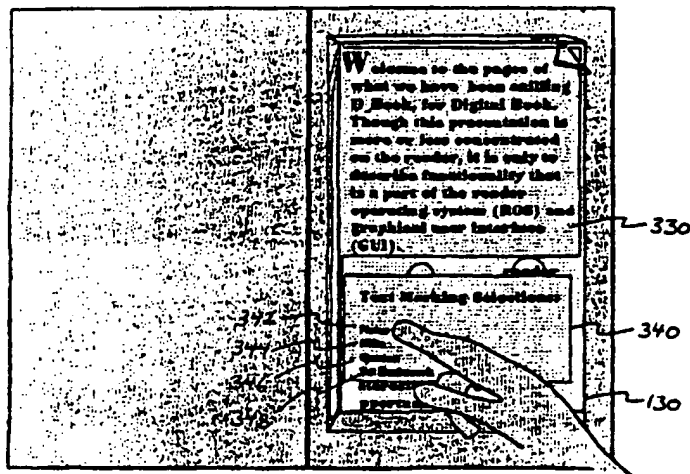 Welcome to the pages of
what we have been calling
D_Book, for Digital Book.
Though this presentation is
more or less concentrated
on the reader, it is only to
describe functionality that
is a part of the reader
operating system (ROS) and
graphical user interface
(GUI).
330
reader
Text Marking Selections:
342
344
346
348
340
130